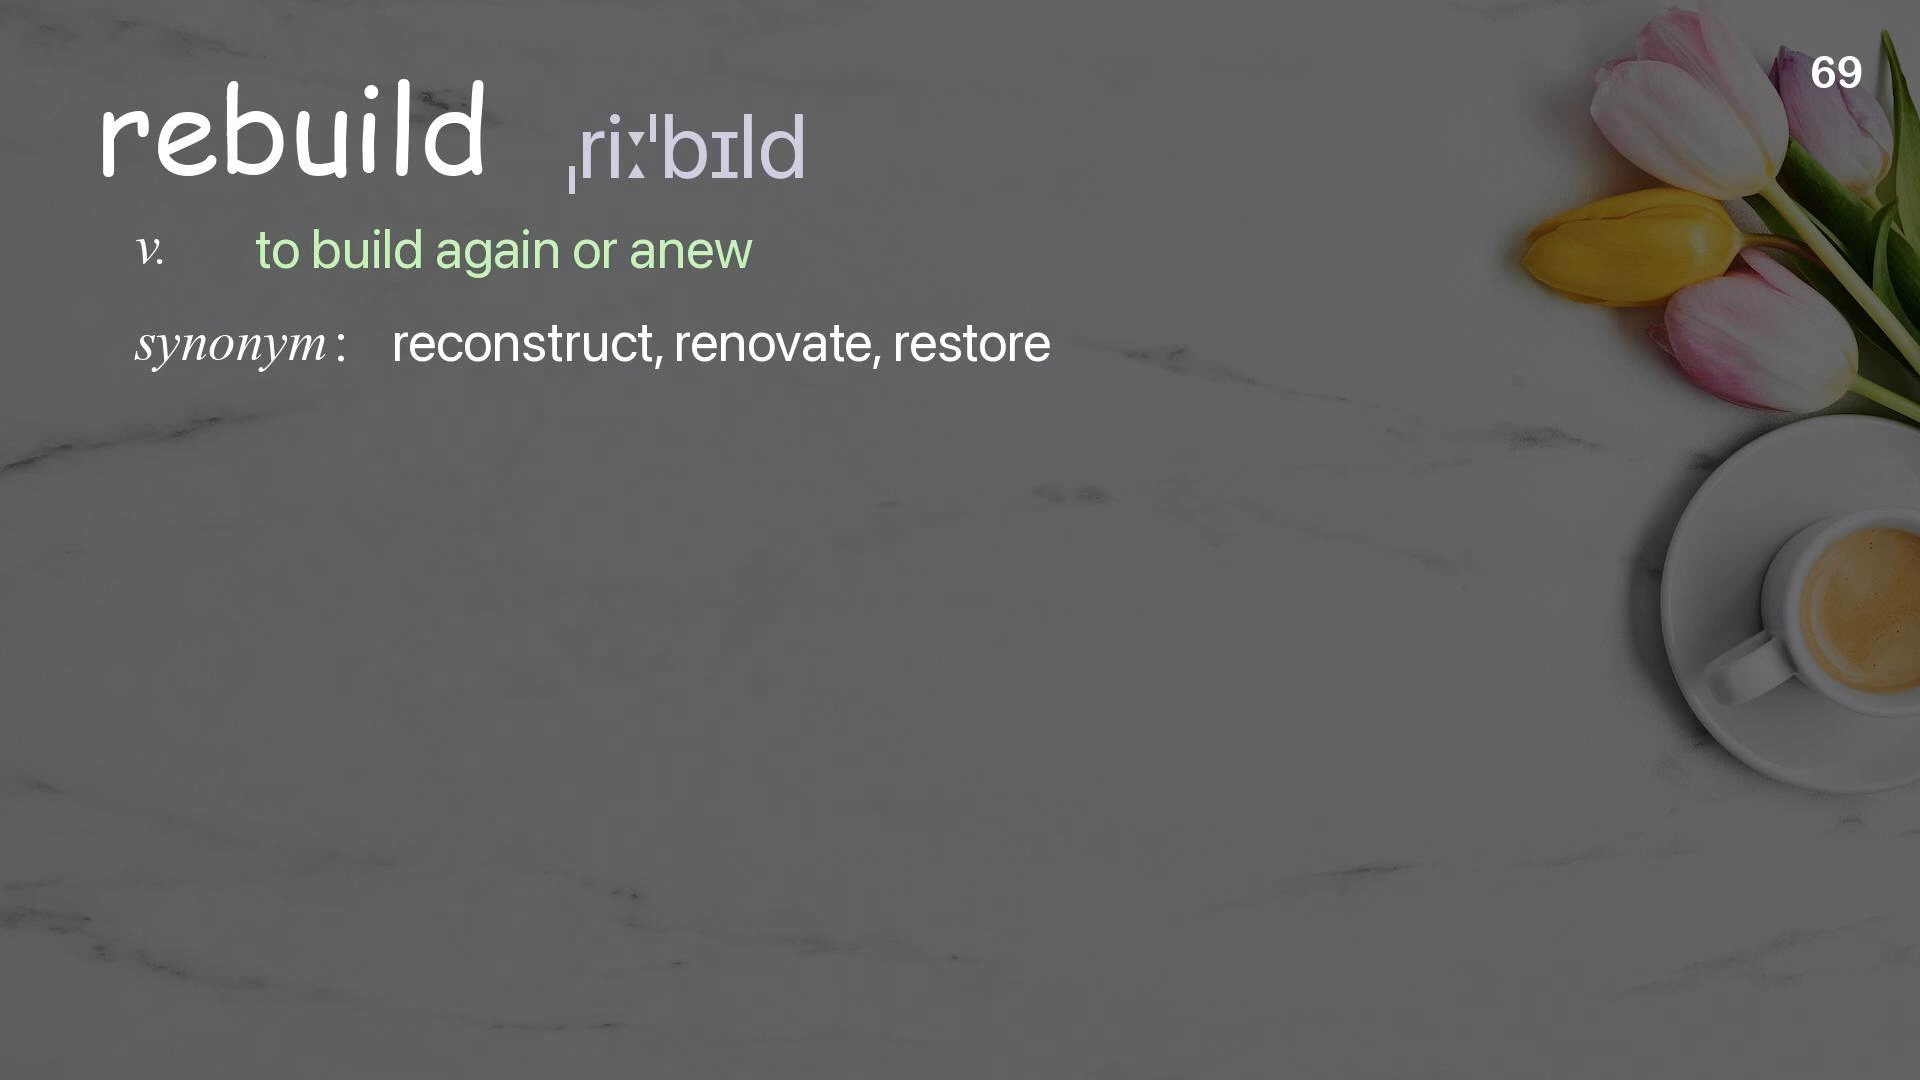 69
rebuild ˌriːˈbɪld
v. to build again or anew
synonym : reconstruct, renovate, restore